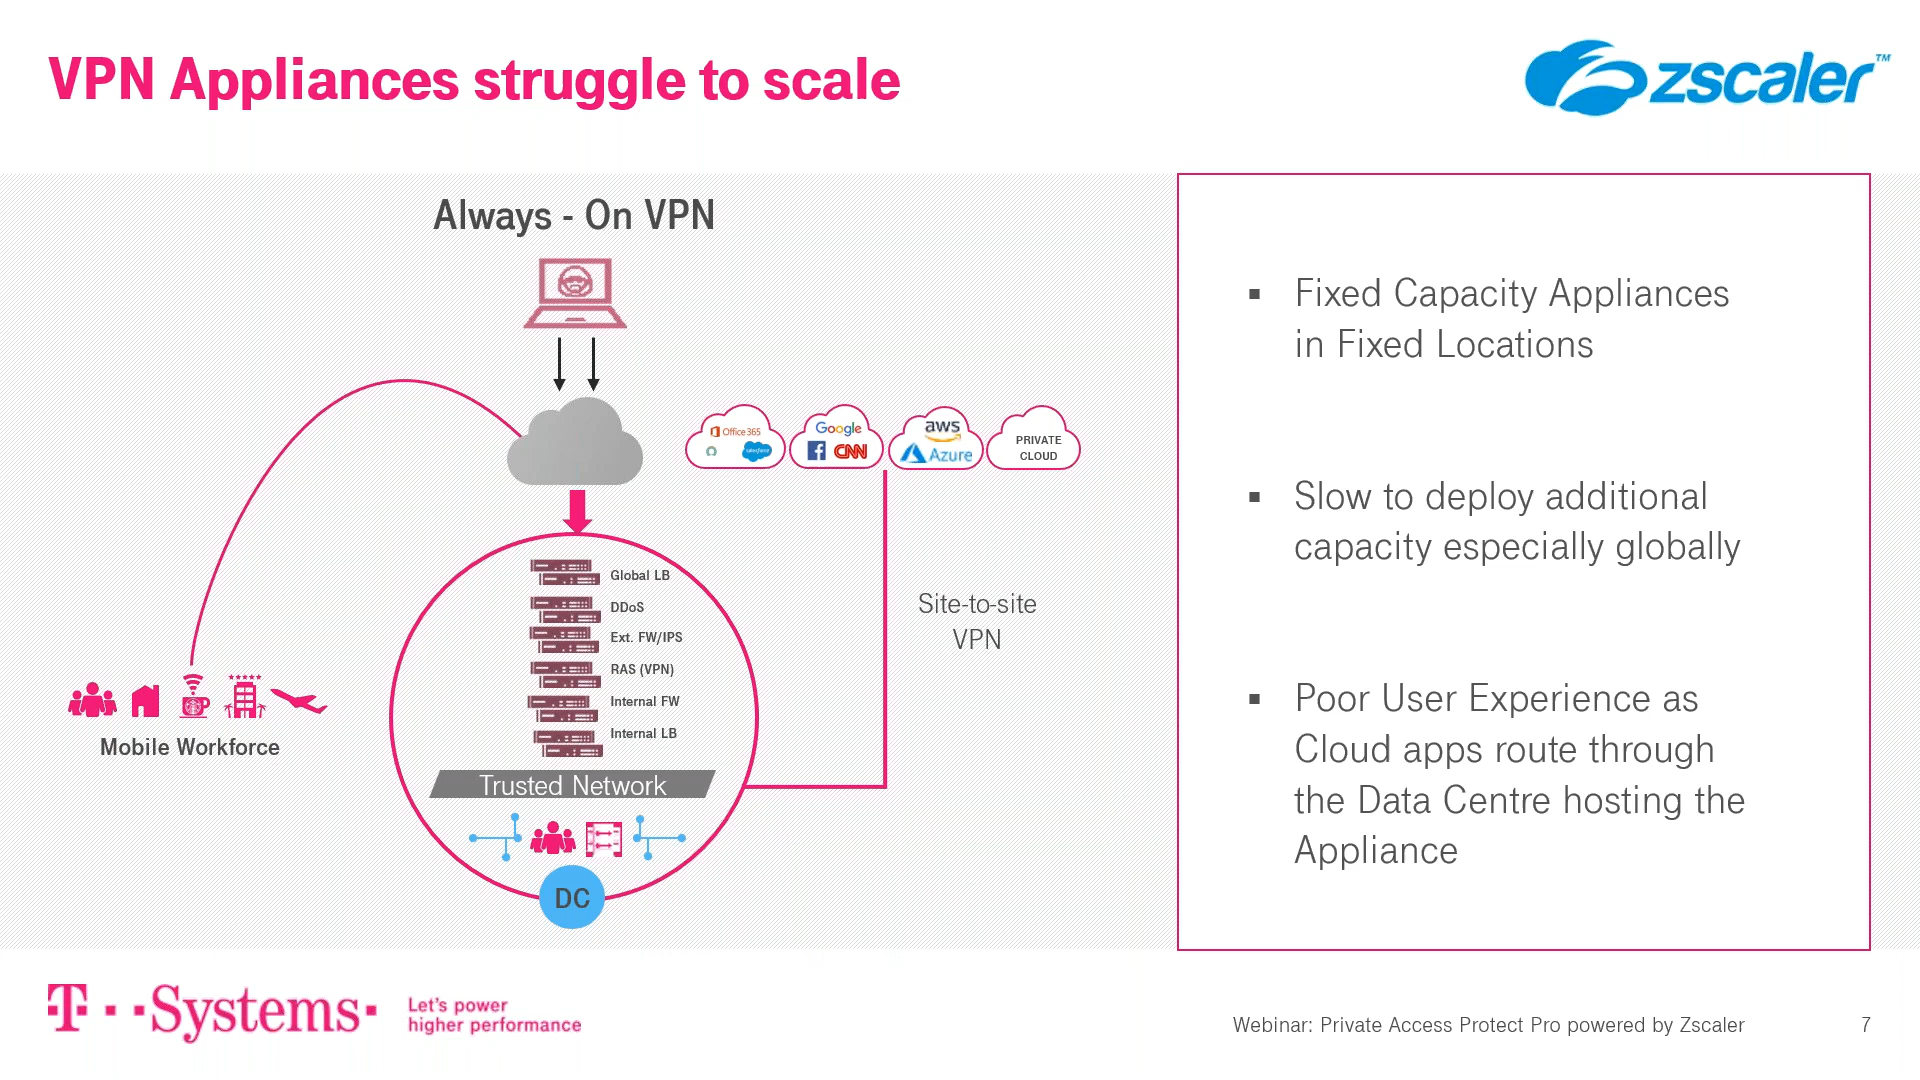 VPN Appliances struggle to scale
zscaler™
Always - On VPN
Office 365
salesforce
Google
CNN
aws
Azure
PRIVATE
CLOUD
Global LB
DDoS
Ext. FW/IPS
RAS (VPN)
Internal FW
Internal LB
Trusted Network
DC
Site-to-site
VPN
Mobile Workforce
▪ Fixed Capacity Appliances
in Fixed Locations
▪ Slow to deploy additional
capacity especially globally
▪ Poor User Experience as
Cloud apps route through
the Data Centre hosting the
Appliance
T··Systems·
Let's power
higher performance
Webinar: Private Access Protect Pro powered by Zscaler
7